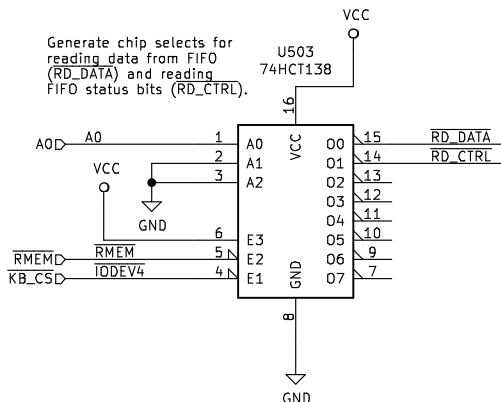 VCC
Generate chip selects for
reading data from FIFO
(RD_DATA) and reading
FIFO status bits (RD_CTRL).
U503
74HCT138
16
VCC
A0 A0 1 A0 O0 15 RD_DATA
2 A1 O1 14 RD_CTRL
3 A2 O2 13
VCC
O3 12
GND
O4 11
6 E3 O5 10
RMEM RMEM 5 E2 O6 9
KB_CS IODEV4 4 E1 O7 7
GND
8
GND